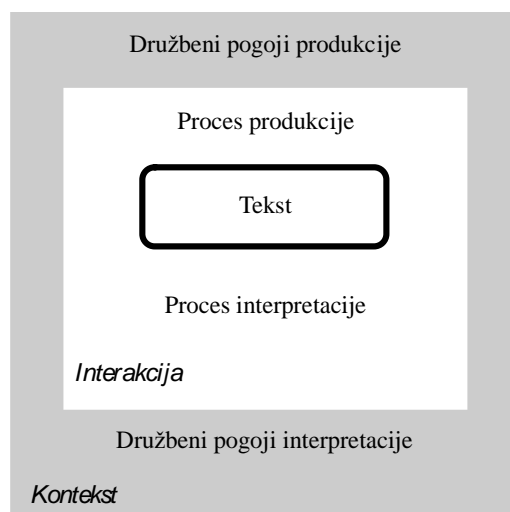 Družbeni pogoji produkcije
Proces produkcije
Tekst
Proces interpretacije
Interakcija
Družbeni pogoji interpretacije
Kontekst